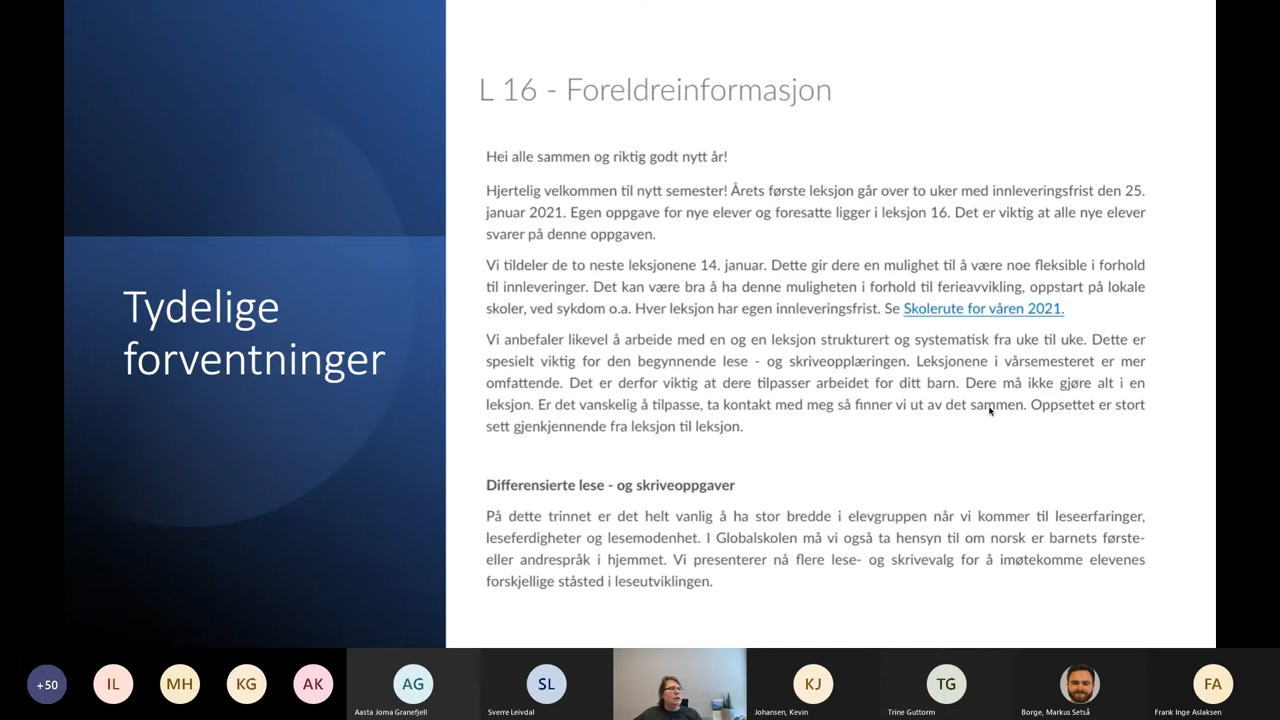 Tydelige
forventninger
L 16 - Foreldreinformasjon
Hei alle sammen og riktig godt nytt år!
Hjertelig velkommen til nytt semester! Årets første leksjon går over to uker med innleveringsfrist den 25.
januar 2021. Egen oppgave for nye elever og foresatte ligger i leksjon 16. Det er viktig at alle nye elever
svarer på denne oppgaven.
Vi tildeler de to neste leksjonene 14. januar. Dette gir dere en mulighet til å være noe fleksible i forhold
til innleveringer. Det kan være bra å ha denne muligheten i forhold til ferieavvikling, oppstart på lokale
skoler, ved sykdom o.a. Hver leksjon har egen innleveringsfrist. Se Skolerute for våren 2021.
Vi anbefaler likevel å arbeide med en og en leksjon strukturert og systematisk fra uke til uke. Dette er
spesielt viktig for den begynnende lese - og skriveopplæringen. Leksjonene i vårsemesteret er mer
omfattende. Det er derfor viktig at dere tilpasser arbeidet for ditt barn. Dere må ikke gjøre alt i en
leksjon. Er det vanskelig å tilpasse, ta kontakt med meg så finner vi ut av det sammen. Oppsettet er stort
sett gjenkjennende fra leksjon til leksjon.
Differensierte lese - og skriveoppgaver
På dette trinnet er det helt vanlig å ha stor bredde i elevgruppen når vi kommer til leseerfaringer,
leseferdigheter og lesemodenhet. I Globalskolen må vi også ta hensyn til om norsk er barnets første-
eller andrespråk i hjemmet. Vi presenterer nå flere lese- og skrivevalg for å imøtekomme elevenes
forskjellige ståsted i leseutviklingen.
+50 IL MH KG AK AG SL KJ TG FA
Aasta Joma Granefjell Sverre Leivdal Johansen, Kevin Trine Guttorm Borge, Markus Setså Frank Inge Aslaksen